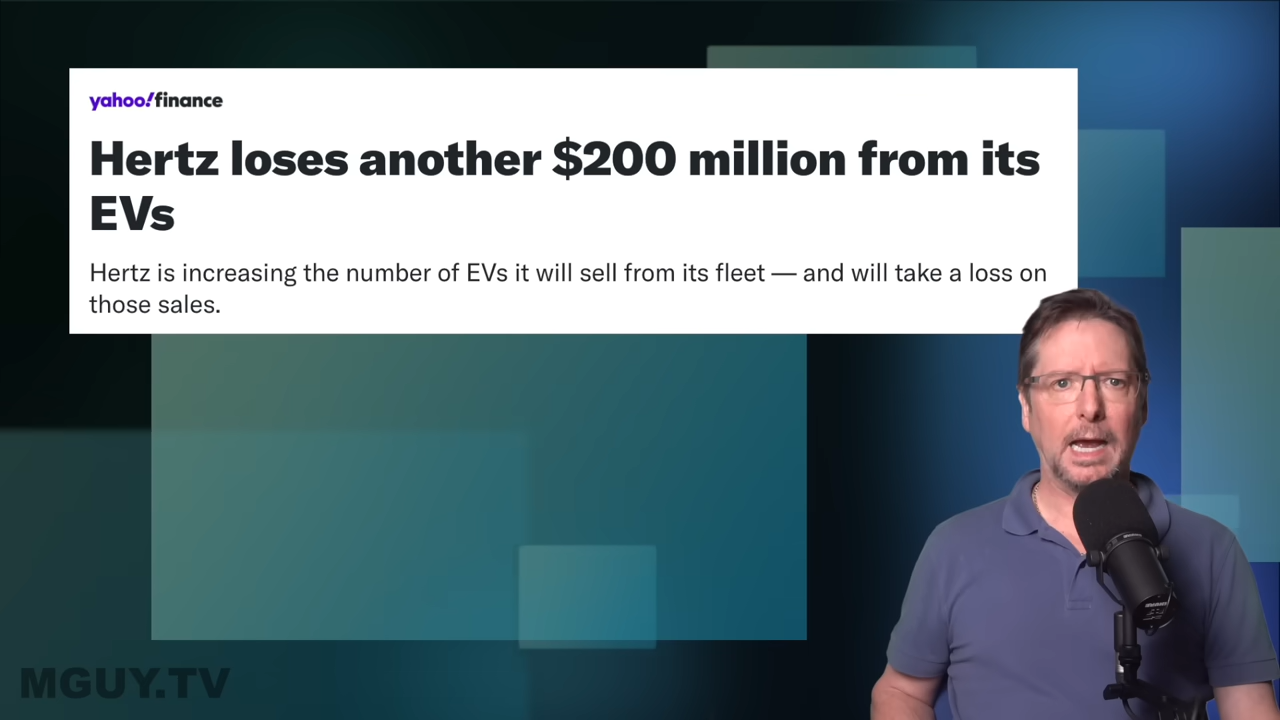 yahoo!finance
Hertz loses another $200 million from its
EVs
Hertz is increasing the number of EVs it will sell from its fleet — and will take a loss on
those sales.
MGUY.TV